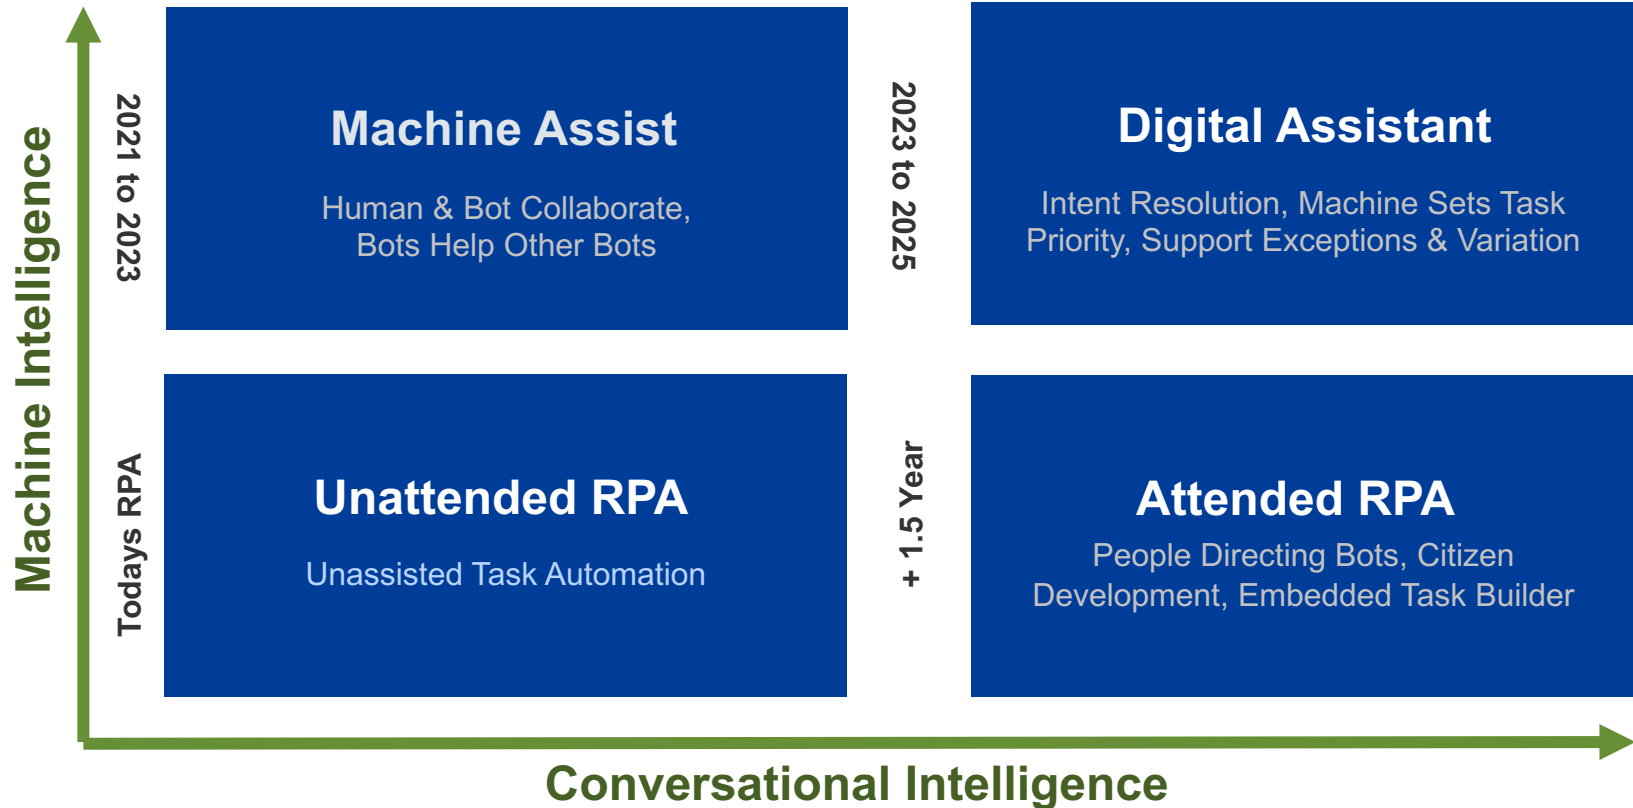 Machine Intelligence
2021 to 2023
Machine Assist
Human & Bot Collaborate,
Bots Help Other Bots
2023 to 2025
Digital Assistant
Intent Resolution, Machine Sets Task
Priority, Support Exceptions & Variation
Todays RPA
Unattended RPA
Unassisted Task Automation
+ 1.5 Year
Attended RPA
People Directing Bots, Citizen
Development, Embedded Task Builder
Conversational Intelligence